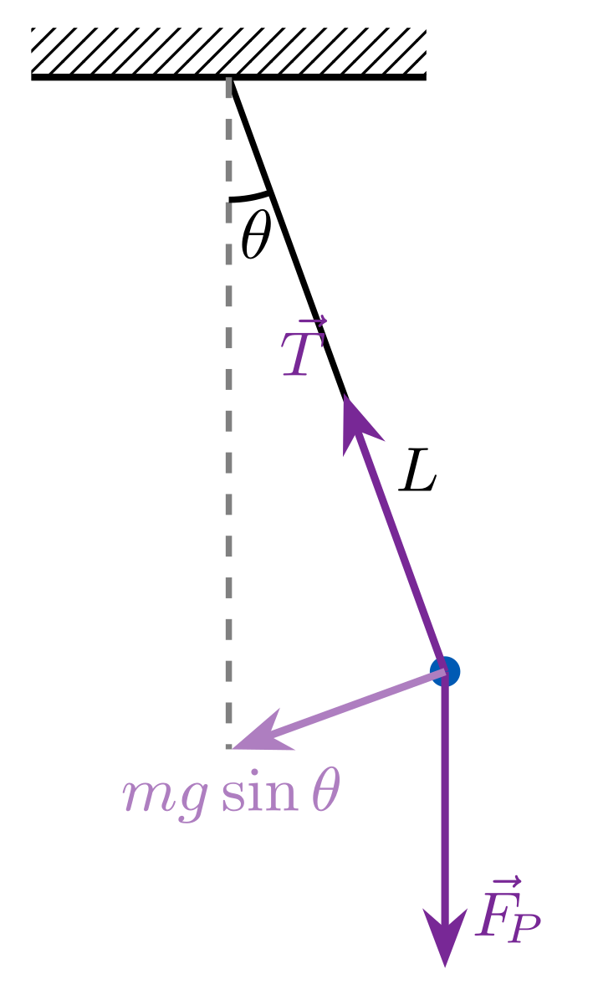 θ
T⃗
L
mg sin θ
F⃗_P